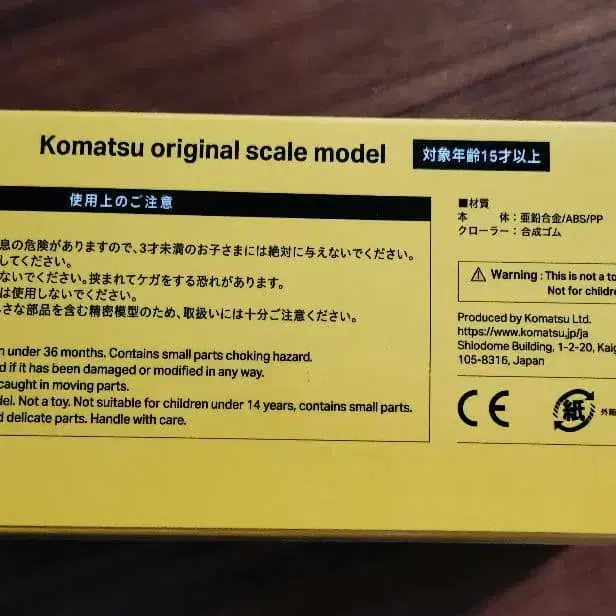 Komatsu original scale model
対象年齢15才以上
使用上のご注意
息の危険がありますので、3才未満のお子さまには絶対に与えないでください。
してください。
ないでください。挟まれてケガをする恐れがあります。
は使用しないでください。
さな部品を含む精密模型のため、取扱いには十分ご注意ください。
n under 36 months. Contains small parts choking hazard.
d if it has been damaged or modified in any way.
caught in moving parts.
del. Not a toy. Not suitable for children under 14 years, contains small parts.
d delicate parts. Handle with care.
■材質
本　　体：亜鉛合金/ABS/PP
クローラー：合成ゴム
Warning : This is not a to
Not for childre
Produced by Komatsu Ltd.
https://www.komatsu.jp/ja
Shiodome Building, 1-2-20, Kaig
105-8316, Japan
CE
紙
外箱